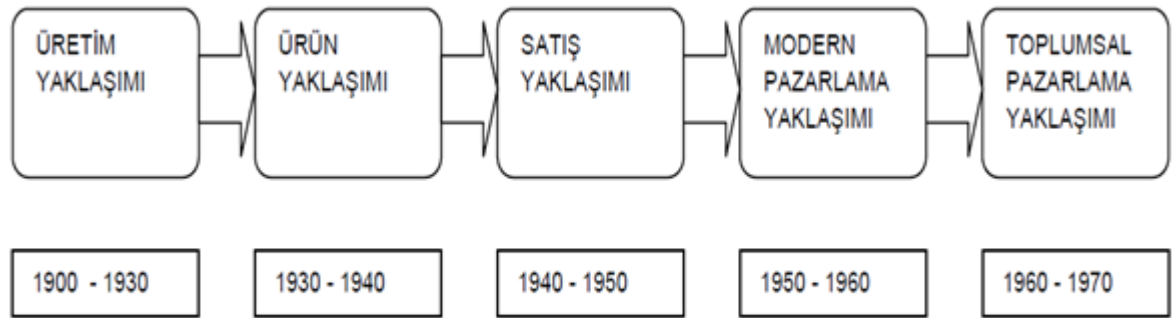 ÜRETİM
YAKLAŞIMI
ÜRÜN
YAKLAŞIMI
SATIŞ
YAKLAŞIMI
MODERN
PAZARLAMA
YAKLAŞIMI
TOPLUMSAL
PAZARLAMA
YAKLAŞIMI
1900 - 1930
1930 - 1940
1940 - 1950
1950 - 1960
1960 - 1970